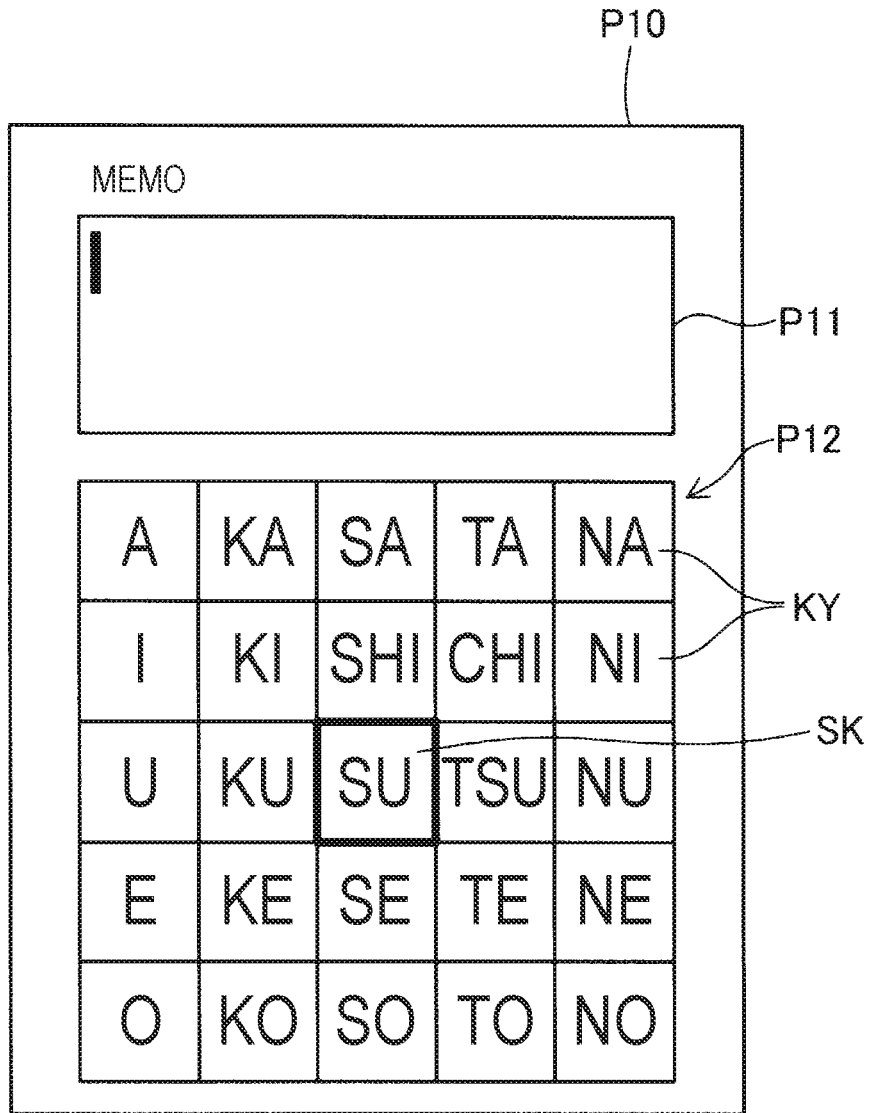 P10
MEMO
P11
P12
A KA SA TA NA
KY
I KI SHI CHI NI
SK
U KU SU TSU NU
E KE SE TE NE
O KO SO TO NO